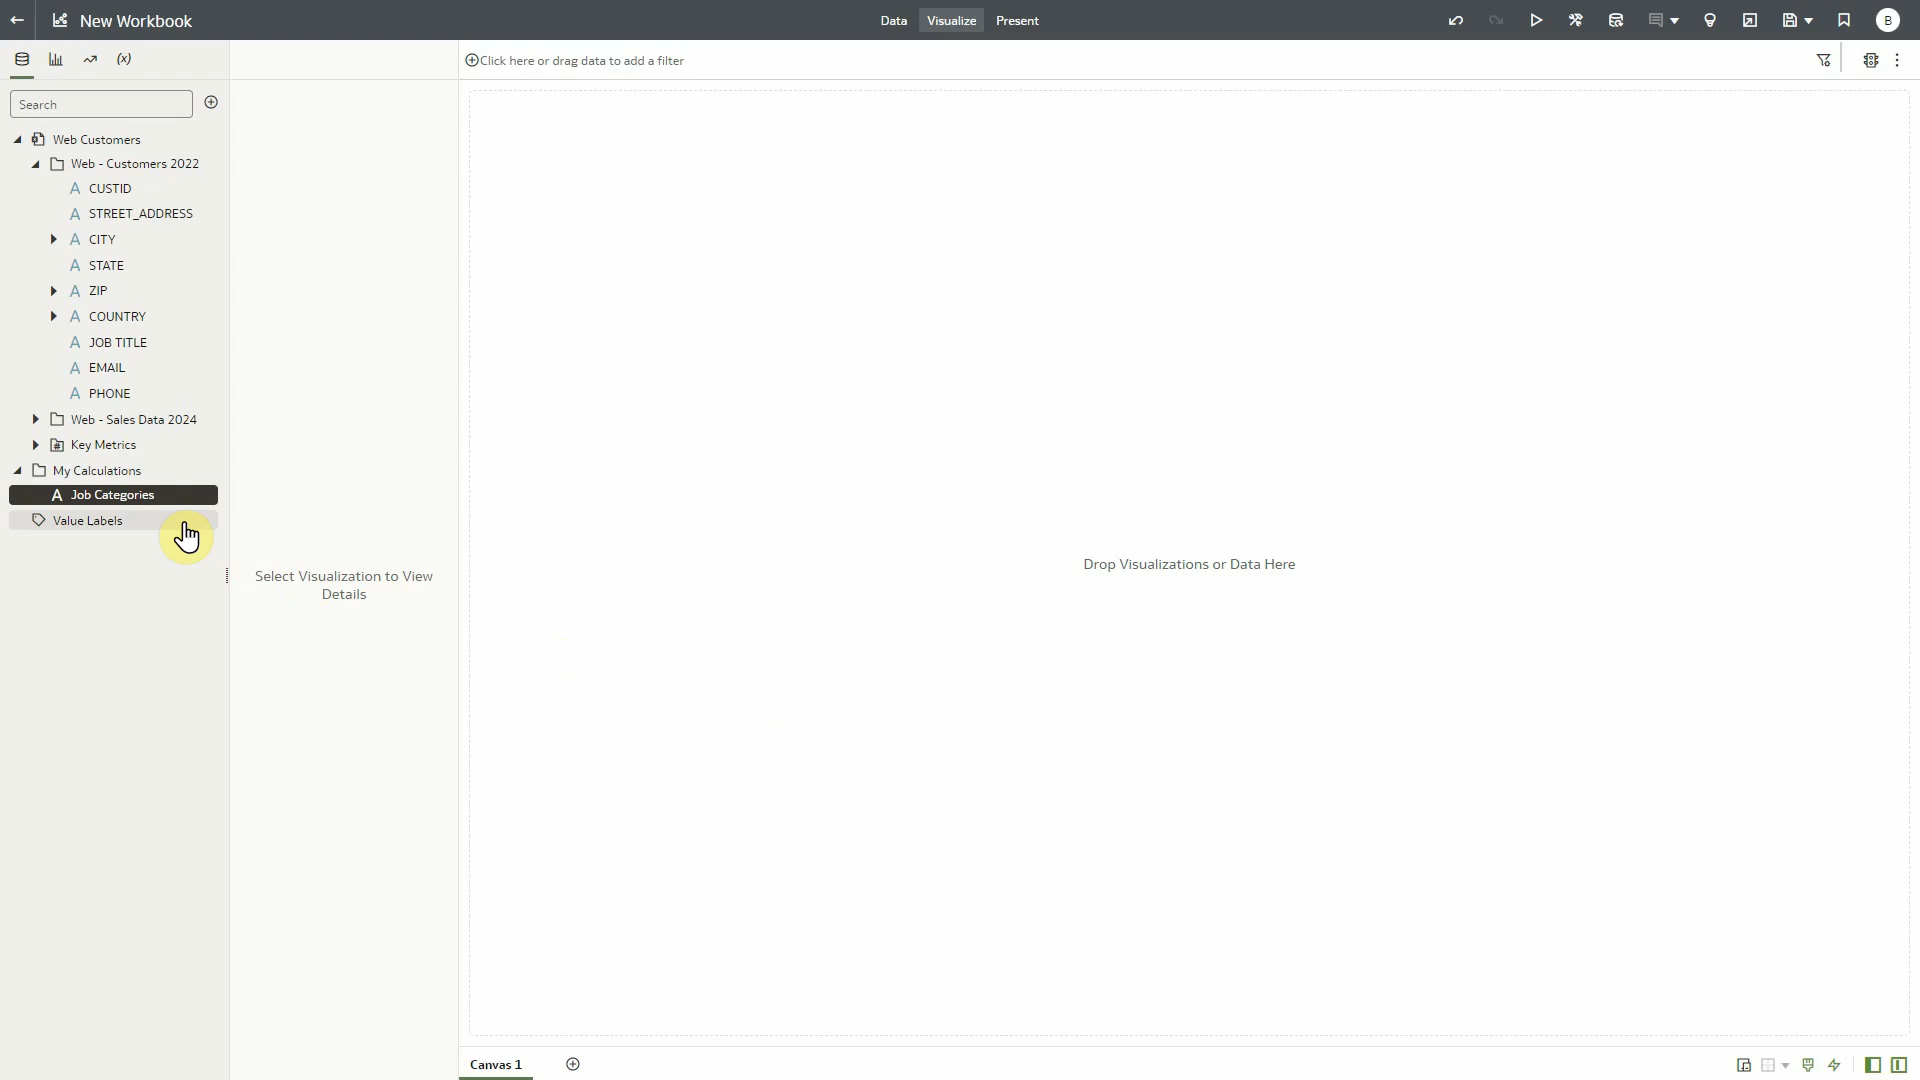 New Workbook
Data Visualize Present
B
(x)
Click here or drag data to add a filter
Search
Web Customers
Web - Customers 2022
A CUSTID
A STREET_ADDRESS
A CITY
A STATE
A ZIP
A COUNTRY
A JOB TITLE
A EMAIL
A PHONE
Web - Sales Data 2024
Key Metrics
My Calculations
A Job Categories
Value Labels
Select Visualization to View
Details
Drop Visualizations or Data Here
Canvas 1